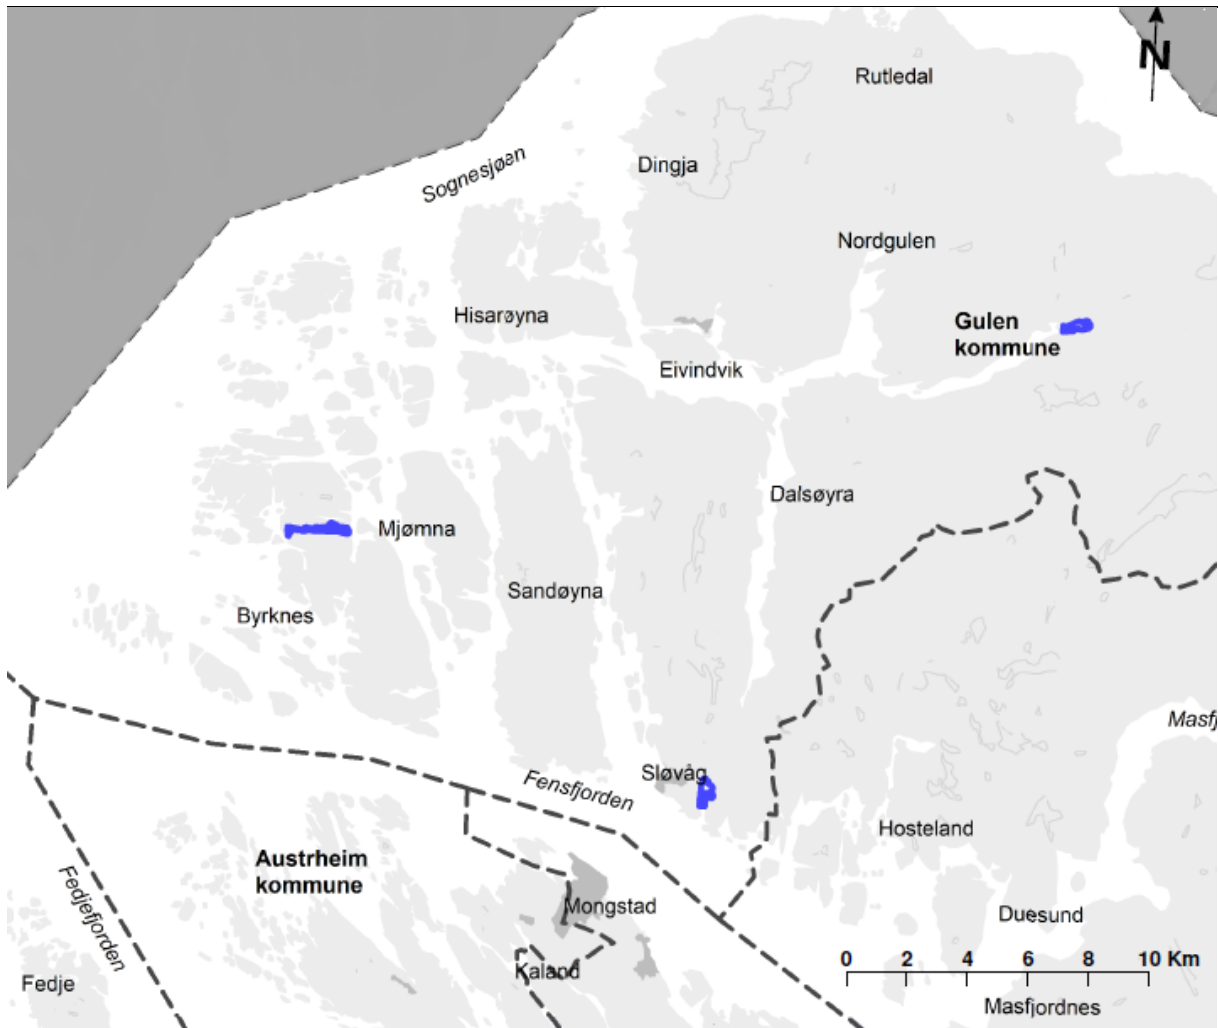 N
Rutledal
Sognesjøen
Dingja
Nordgulen
Hisarøyna
Gulen
kommune
Eivindvik
Dalsøyra
Mjømna
Sandøyna
Byrknes
Masfj
Sløvåg
Fensfjorden
Hosteland
Austrheim
kommune
Fedjefjorden
Mongstad
Duesund
0 2 4 6 8 10 Km
Kaland
Fedje
Masfjordnes